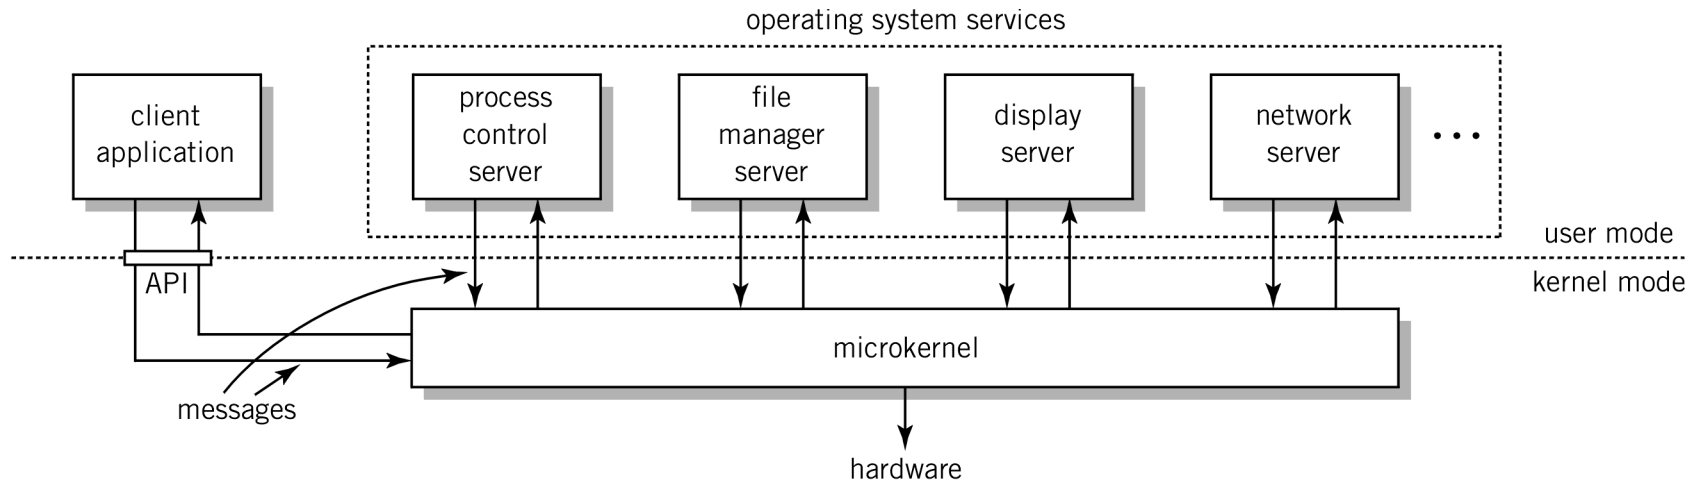 operating system services
client
application
process
control
server
file
manager
server
display
server
network
server
...
user mode
API
kernel mode
microkernel
messages
hardware